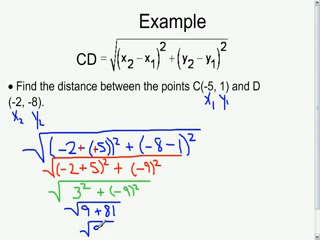 Example
CD = √(x₂ − x₁)² + (y₂ − y₁)²
• Find the distance between the points C(-5, 1) and D
(-2, -8).
x₁ y₁
x₂ y₂
√(-2 - (-5))² + (-8 - 1)²
√(-2 + 5)² + (-9)²
√3² + (-9)²
√9 + 81
√9